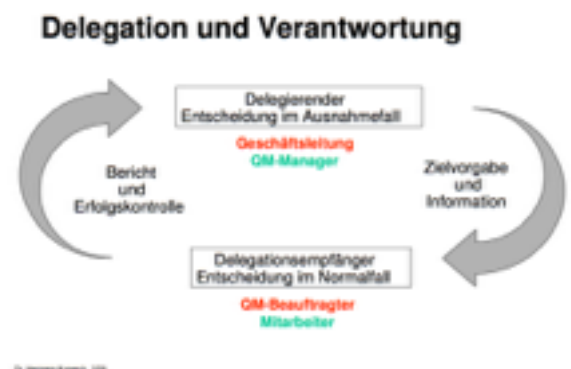 Delegation und Verantwortung
Delegierender
Entscheidung im Ausnahmefall
Geschäftsleitung
QM-Manager
Bericht
und
Erfolgskontrolle
Zielvorgabe
und
Information
Delegationsempfänger
Entscheidung im Normalfall
QM-Beauftragter
Mitarbeiter